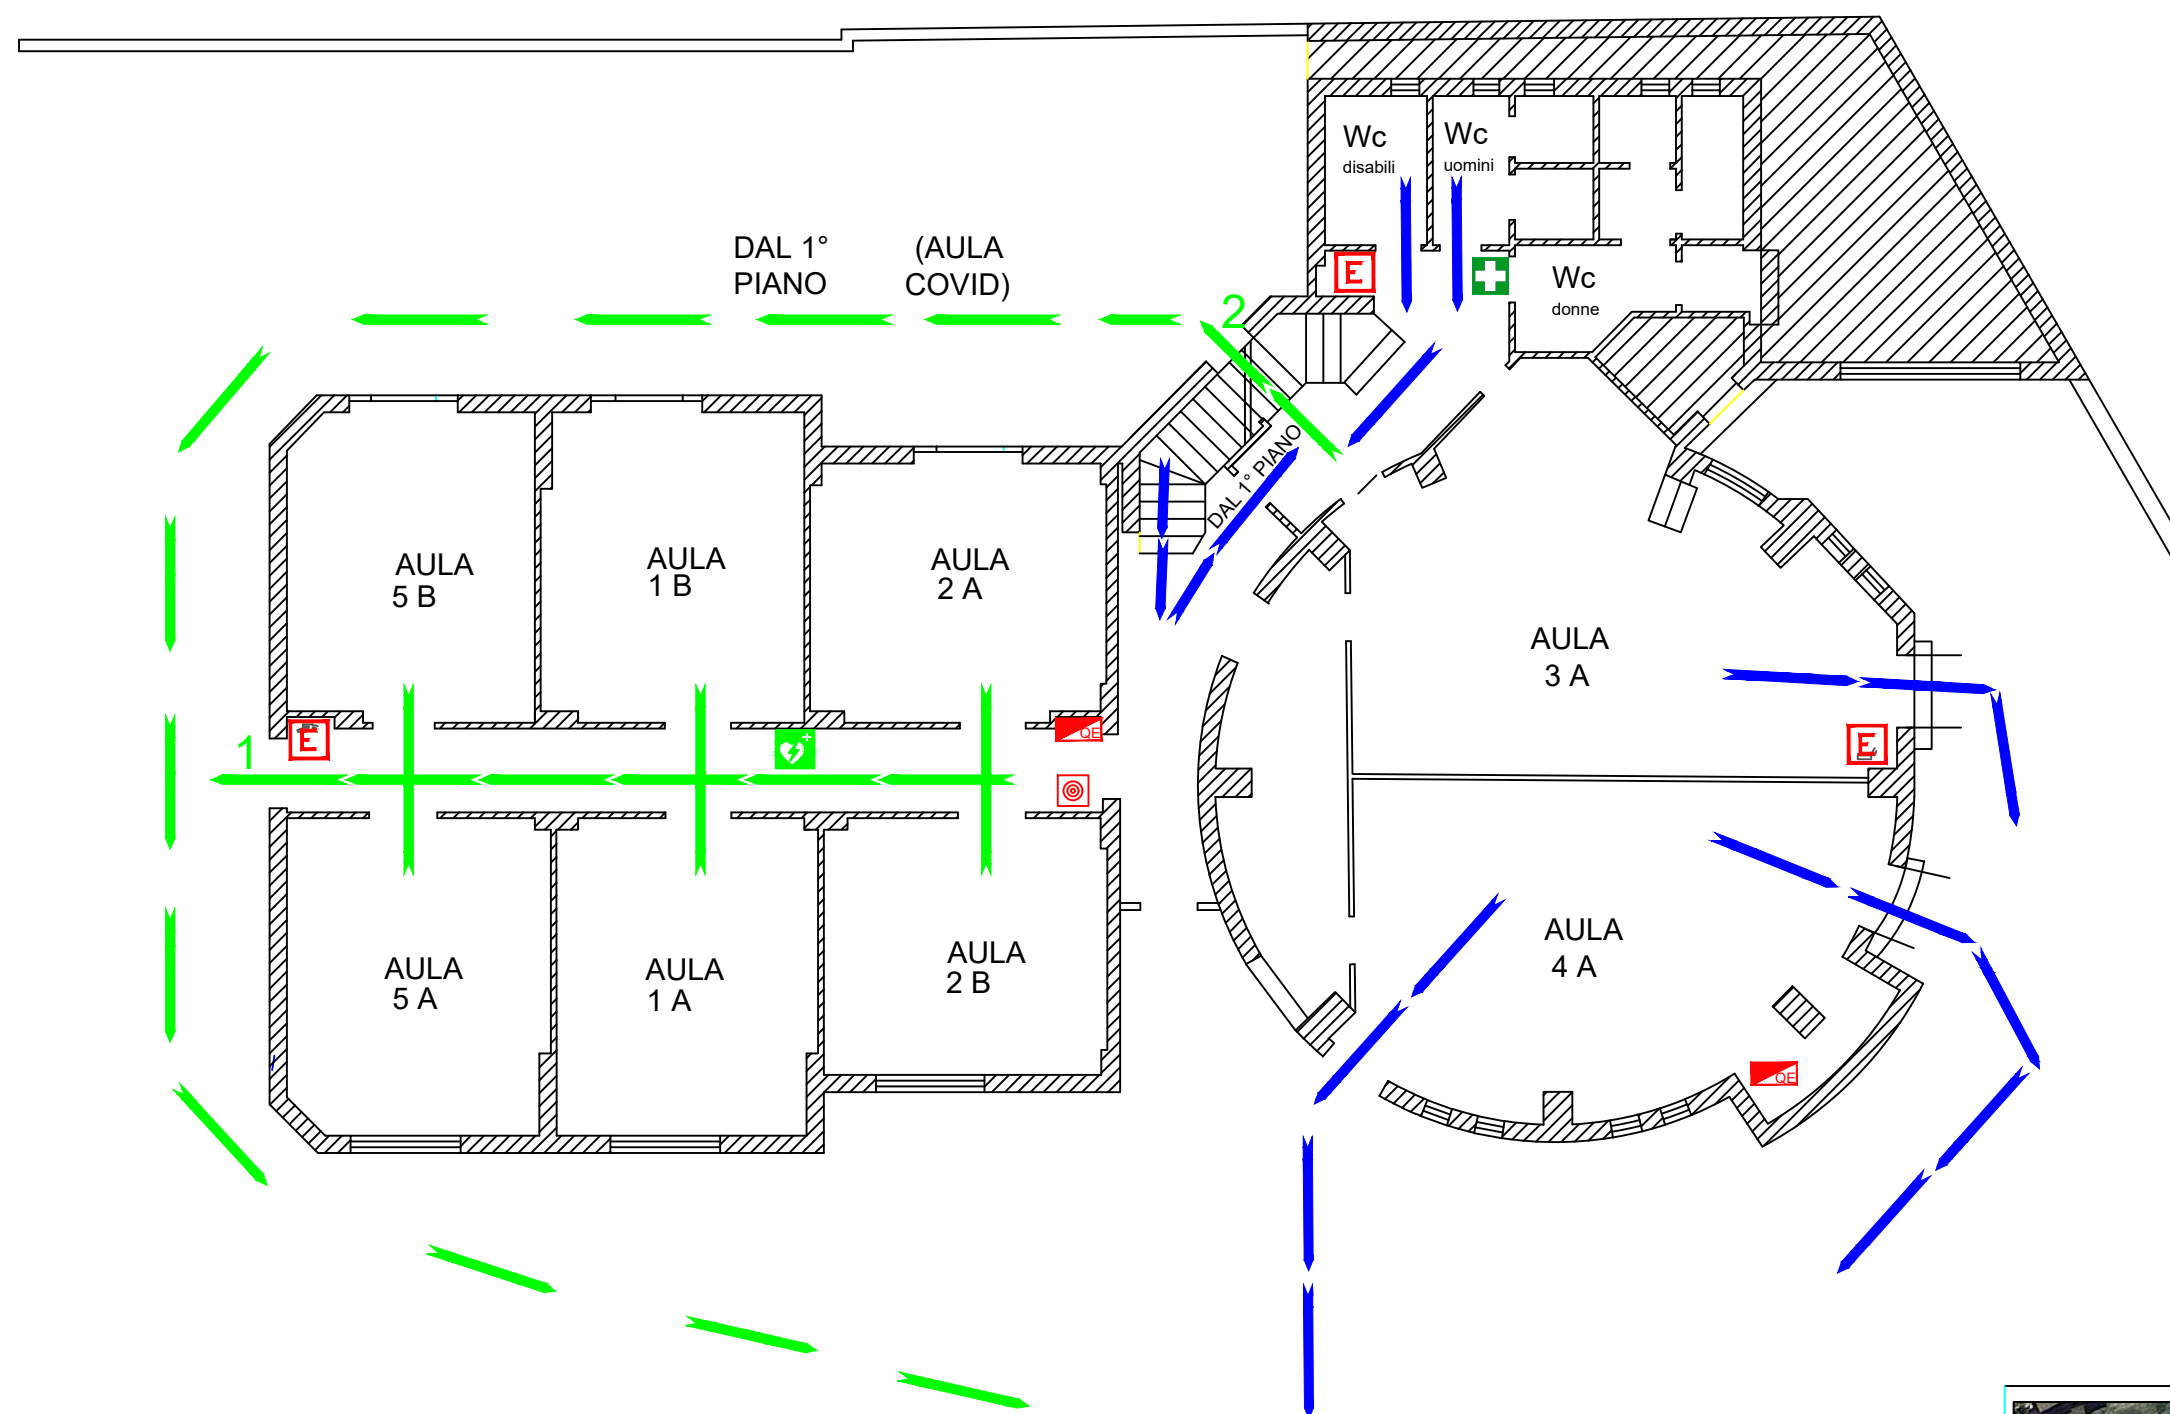 Wc
disabili
Wc
uomini
DAL 1°
PIANO
(AULA
COVID)
E
Wc
donne
2
DAL 1° PIANO
AULA
5 B
AULA
1 B
AULA
2 A
AULA
3 A
1
E
QE
E
AULA
5 A
AULA
1 A
AULA
2 B
AULA
4 A
QE